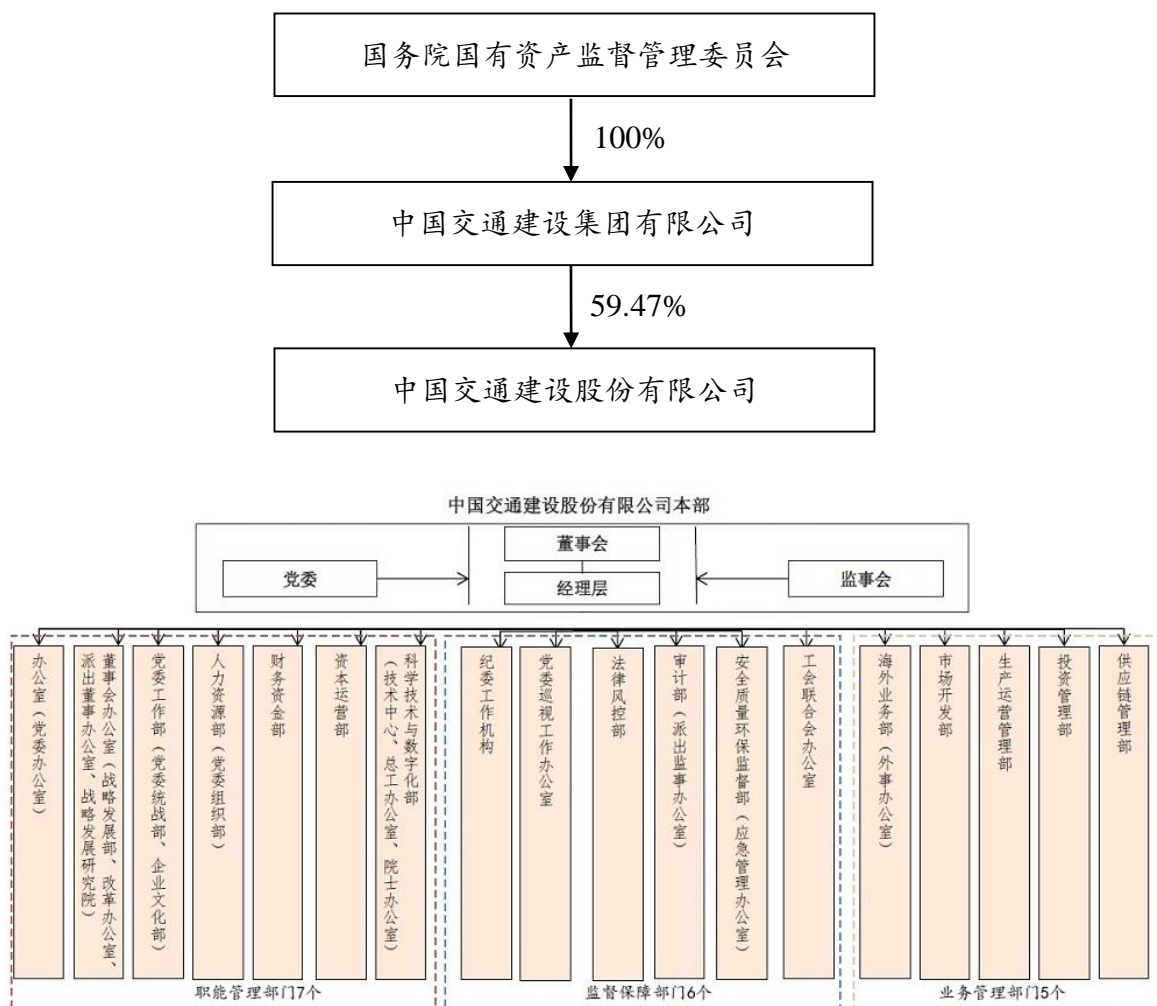 国务院国有资产监督管理委员会
100%
中国交通建设集团有限公司
59.47%
中国交通建设股份有限公司
中国交通建设股份有限公司本部
董事会
党委
经理层
监事会
办公室（党委办公室）
董事会办公室（战略发展部、改革办公室、
派出董事办公室、战略发展研究院）
党委工作部（党委统战部、企业文化部）
人力资源部（党委组织部）
财务资金部
资本运营部
科学技术与数字化部
（技术中心、总工办公室、院士办公室）
纪委工作机构
党委巡视工作办公室
法律风控部
审计部（派出监事办公室）
安全质量环保监督部（应急管理办公室）
工会联合会办公室
海外业务部（外事办公室）
市场开发部
生产运营管理部
投资管理部
供应链管理部
职能管理部门7个
监督保障部门6个
业务管理部门5个